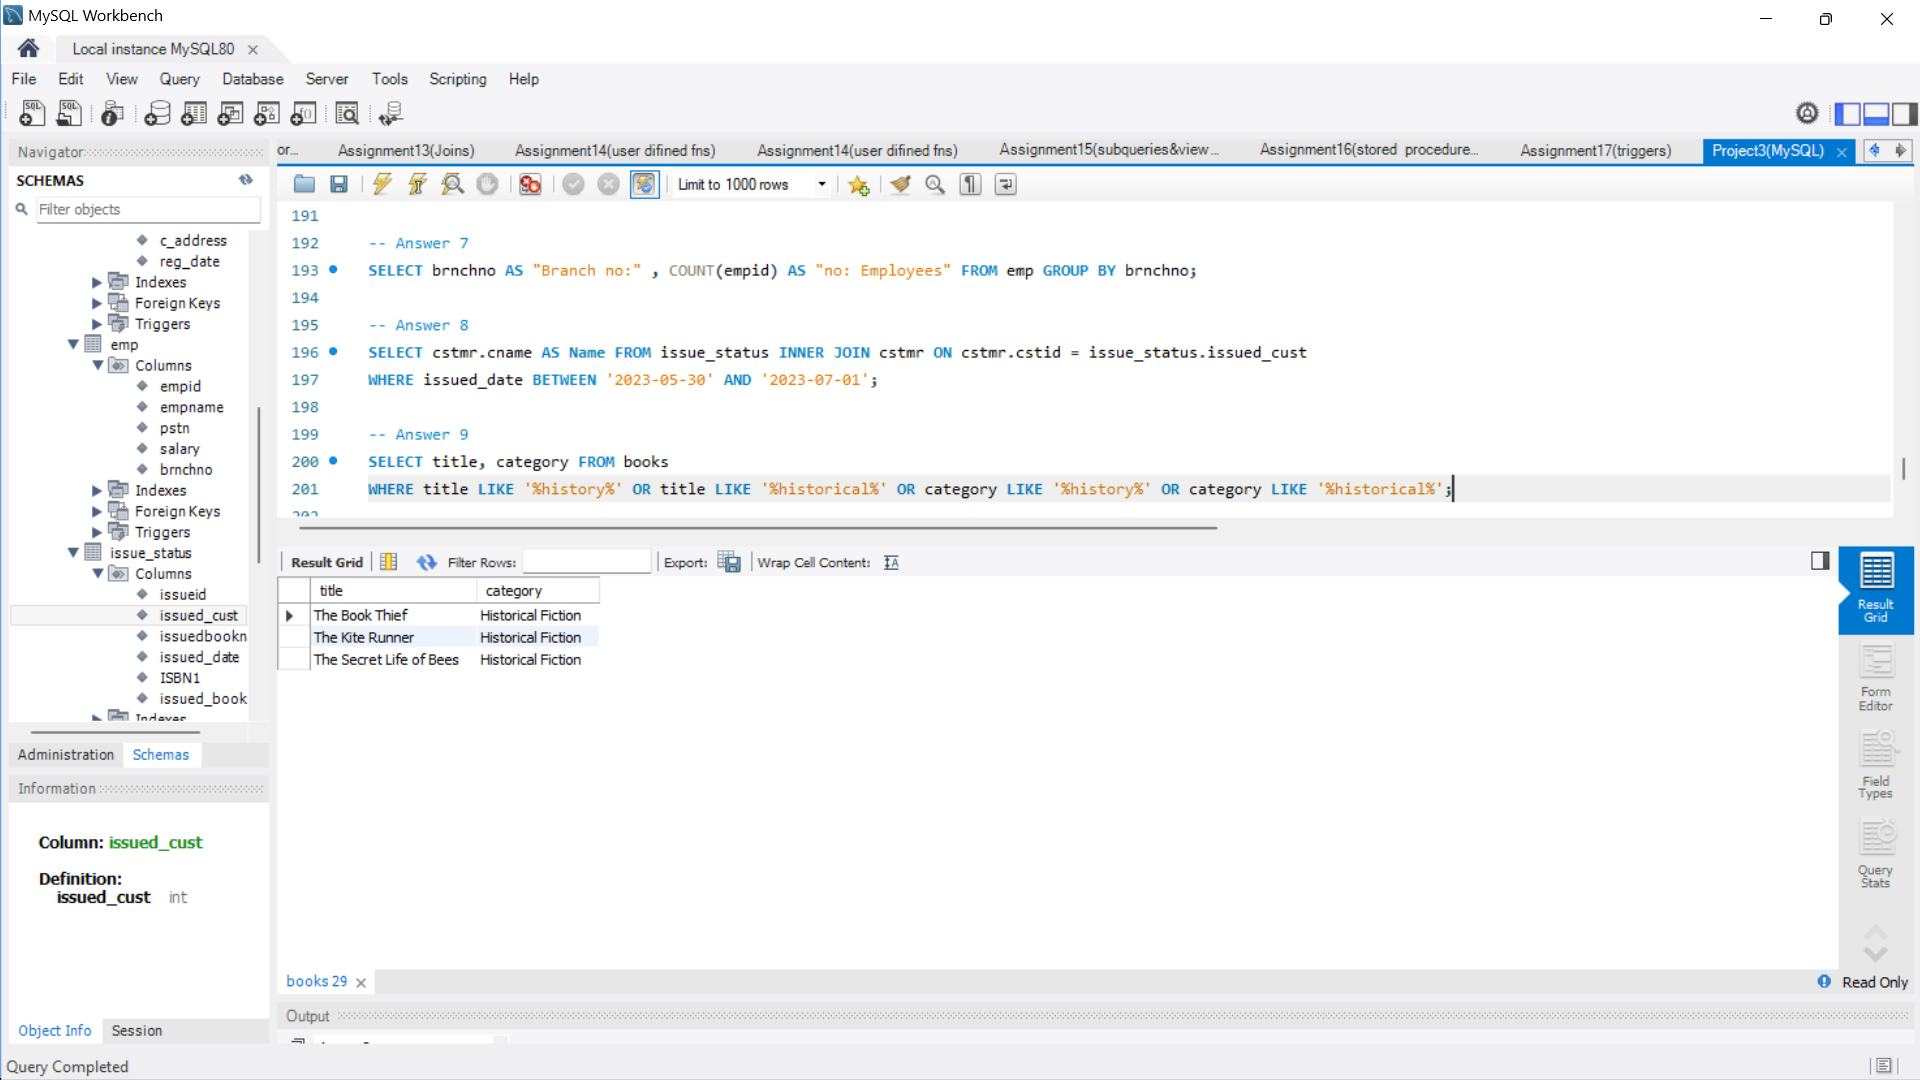 MySQL Workbench
Local instance MySQL80
File Edit View Query Database Server Tools Scripting Help
Navigator
or... Assignment13(Joins) Assignment14(user difined fns) Assignment14(user difined fns) Assignment15(subqueries&view... Assignment16(stored procedure... Assignment17(triggers) Project3(MySQL)
SCHEMAS
Limit to 1000 rows
Filter objects
c_address
reg_date
Indexes
Foreign Keys
Triggers
emp
Columns
empid
empname
pstn
salary
brnchno
Indexes
Foreign Keys
Triggers
issue_status
Columns
issueid
issued_cust
issuedbookn
issued_date
ISBN1
issued_book
Indexes
Administration Schemas
Information
Column: issued_cust
Definition:
issued_cust int
Object Info Session
191
192 -- Answer 7
193 SELECT brnchno AS "Branch no:" , COUNT(empid) AS "no: Employees" FROM emp GROUP BY brnchno;
194
195 -- Answer 8
196 SELECT cstmr.cname AS Name FROM issue_status INNER JOIN cstmr ON cstmr.cstid = issue_status.issued_cust
197 WHERE issued_date BETWEEN '2023-05-30' AND '2023-07-01';
198
199 -- Answer 9
200 SELECT title, category FROM books
201 WHERE title LIKE '%history%' OR title LIKE '%historical%' OR category LIKE '%history%' OR category LIKE '%historical%';
202
Result Grid Filter Rows: Export: Wrap Cell Content:
title category
The Book Thief Historical Fiction
The Kite Runner Historical Fiction
The Secret Life of Bees Historical Fiction
Result Grid
Form Editor
Field Types
Query Stats
books 29
Read Only
Output
Query Completed